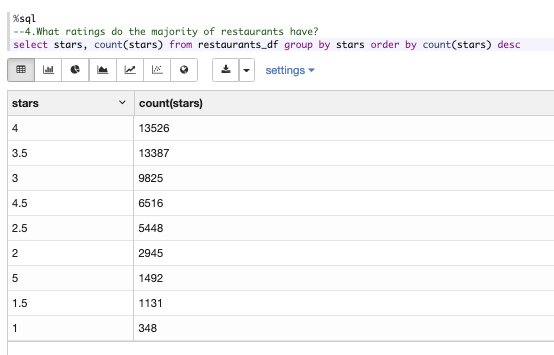 %sql
--4.What ratings do the majority of restaurants have?
select stars, count(stars) from restaurants_df group by stars order by count(stars) desc
settings
stars count(stars)
4 13526
3.5 13387
3 9825
4.5 6516
2.5 5448
2 2945
5 1492
1.5 1131
1 348